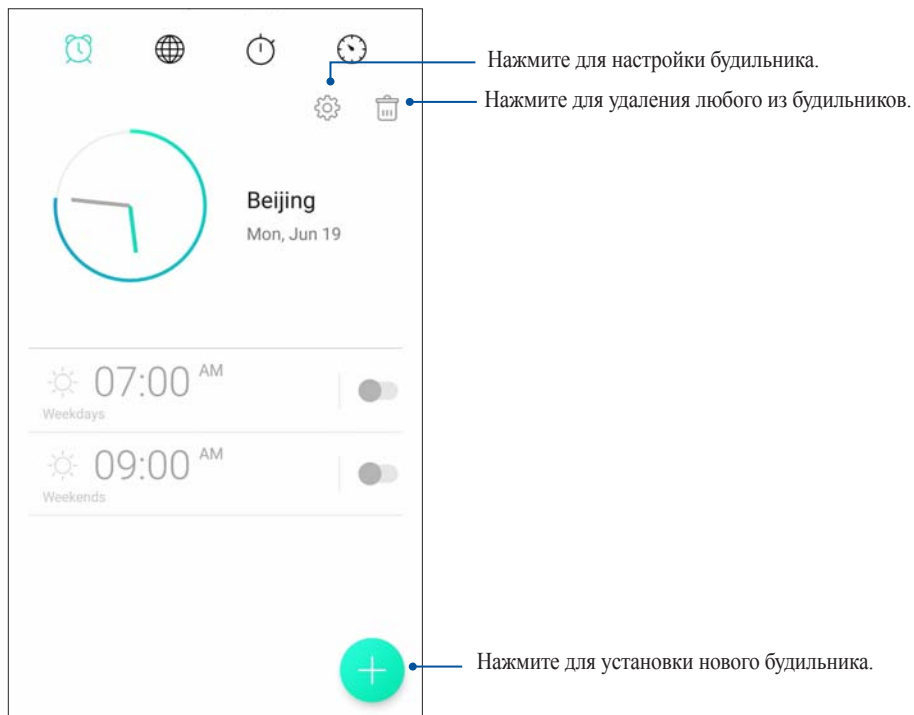 Нажмите для настройки будильника.
Нажмите для удаления любого из будильников.
Beijing
Mon, Jun 19
07:00 AM
Weekdays
09:00 AM
Weekends
Нажмите для установки нового будильника.